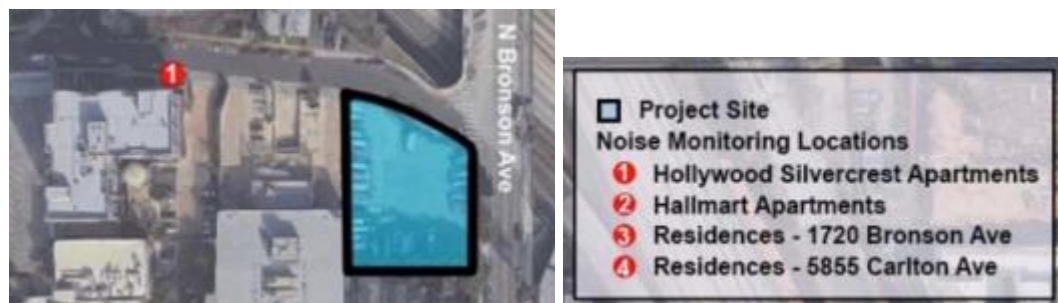 1
N Bronson Ave
Project Site
Noise Monitoring Locations
1 Hollywood Silvercrest Apartments
2 Hallmart Apartments
3 Residences - 1720 Bronson Ave
4 Residences - 5855 Carlton Ave